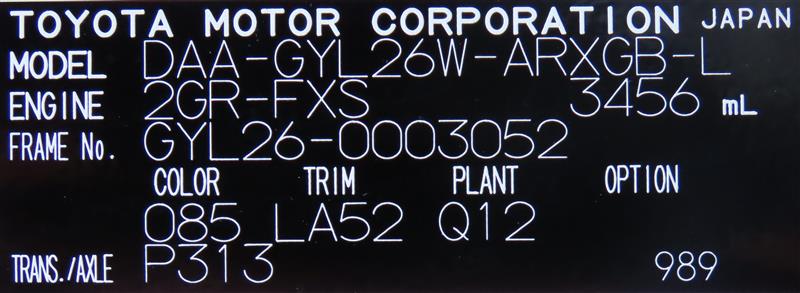 TOYOTA MOTOR CORPORATION JAPAN
MODEL DAA-GYL26W-ARXGB-L
ENGINE 2GR-FXS 3456 mL
FRAME No. GYL26-0003052
COLOR TRIM PLANT OPTION
085 LA52 Q12
TRANS./AXLE P313 989